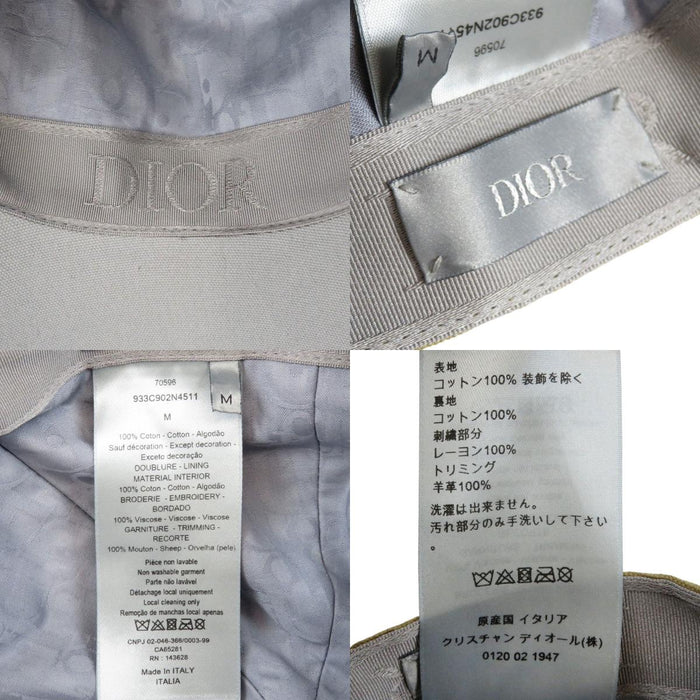 DIOR
70596
933C902N4511
M
DIOR
70596
933C902N4511
M
M
100% Coton - Cotton - Algodão
Sauf décoration - Except decoration
Exceto decoração
DOUBLURE - LINING
MATERIAL INTERIOR
100% Coton - Cotton - Algodão
BRODERIE - EMBROIDERY -
BORDADO
100% Viscose - Viscose - Viscose
GARNITURE - TRIMMING -
RECORTE
100% Mouton - Sheep - Orvelha (pele)
Pièce non lavable
Non washable garment
Parte não lavável
Détachage local uniquement
Local cleaning only
Remoção de manchas local apenas
CNPJ 02-046-366/0003-99
CA65281
RN : 143628
Made in ITALY
ITALIA
表地
コットン100% 装飾を除く
裏地
コットン100%
刺繍部分
レーヨン100%
トリミング
羊革100%
洗濯は出来ません。
汚れ部分のみ手洗いして下さい
。
原産国 イタリア
クリスチャン ディオール(株)
0120 02 1947